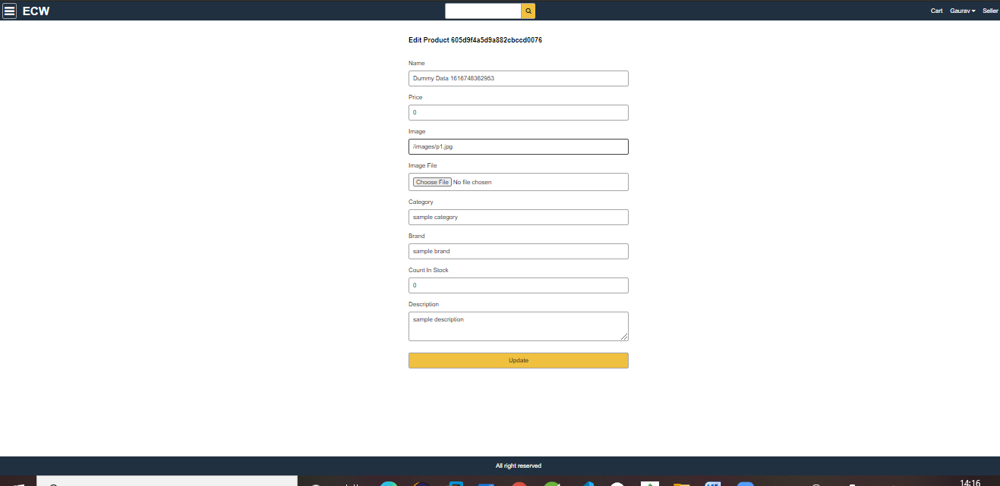 ECW
Cart Gaurav Seller
Edit Product 605d9f4a5d9a882cbccd0076
Name
Dummy Data 1616748362953
Price
0
Image
/images/p1.jpg
Image File
Choose File No file chosen
Category
sample category
Brand
sample brand
Count In Stock
0
Description
sample description
Update
All right reserved
14:16